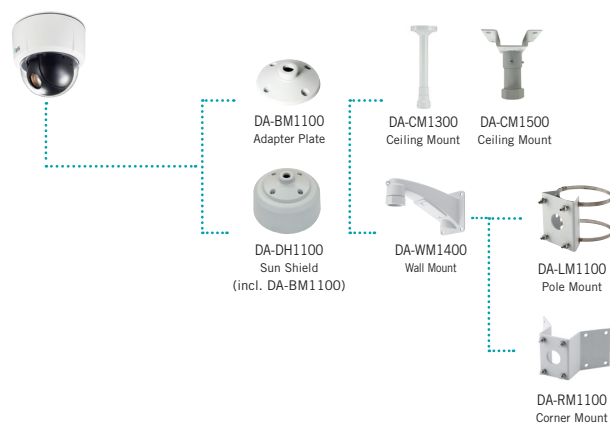 DA-BM1100
Adapter Plate
DA-CM1300
Ceiling Mount
DA-CM1500
Ceiling Mount
DA-DH1100
Sun Shield
(incl. DA-BM1100)
DA-WM1400
Wall Mount
DA-LM1100
Pole Mount
DA-RM1100
Corner Mount